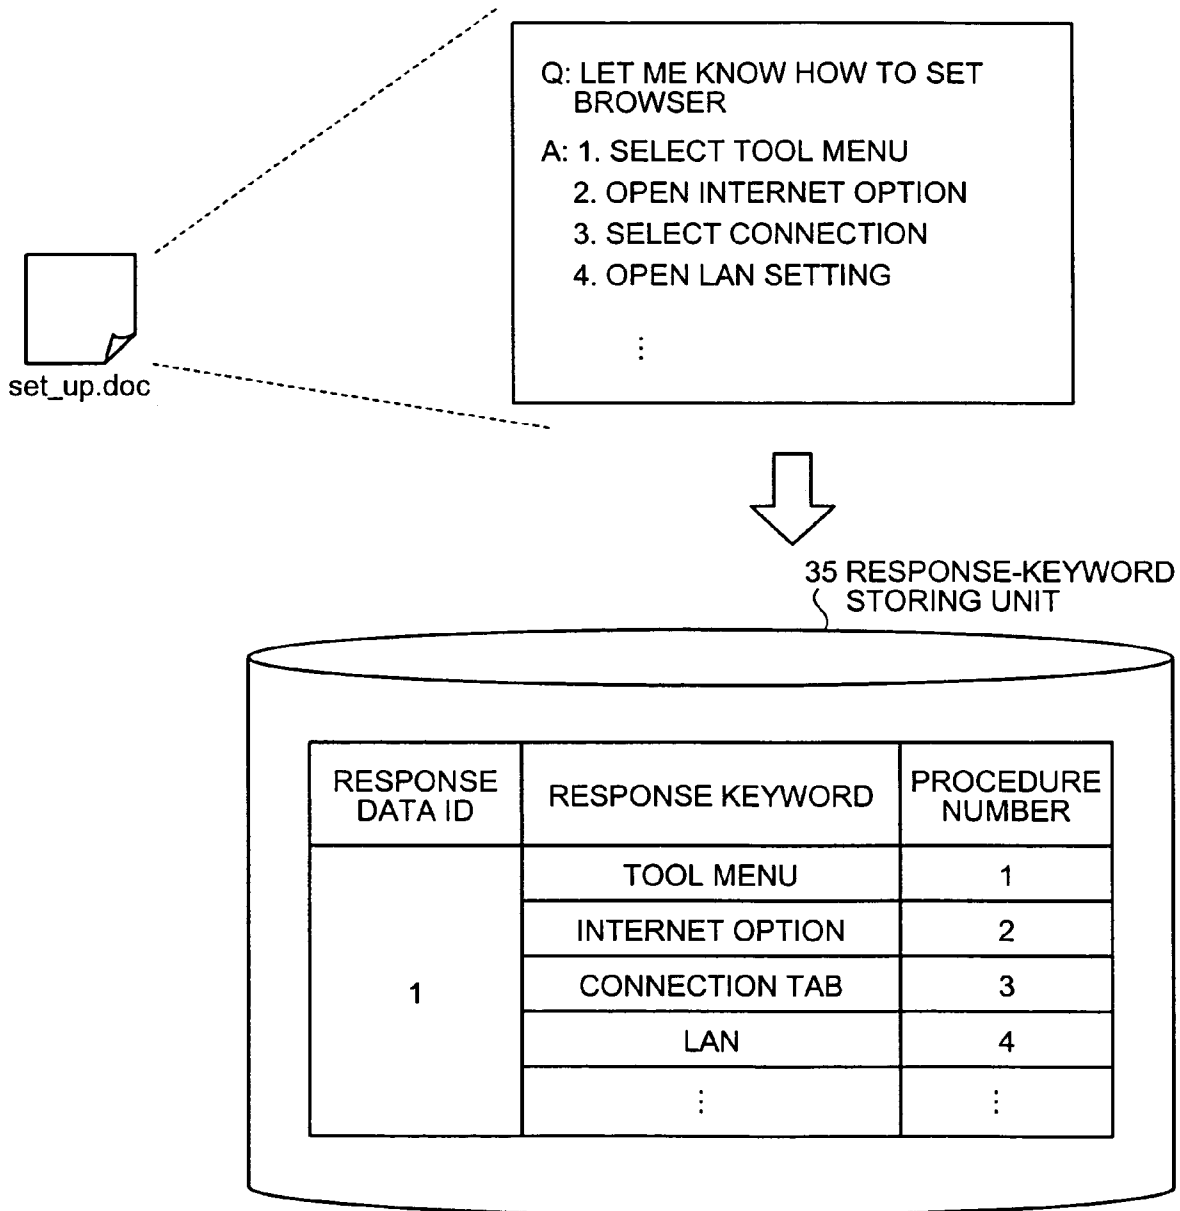 Q: LET ME KNOW HOW TO SET
BROWSER
A: 1. SELECT TOOL MENU
2. OPEN INTERNET OPTION
3. SELECT CONNECTION
4. OPEN LAN SETTING
⋮
set_up.doc
35 RESPONSE-KEYWORD
STORING UNIT
RESPONSE
DATA ID
RESPONSE KEYWORD
PROCEDURE
NUMBER
1
TOOL MENU 1
INTERNET OPTION 2
CONNECTION TAB 3
LAN 4
⋮ ⋮